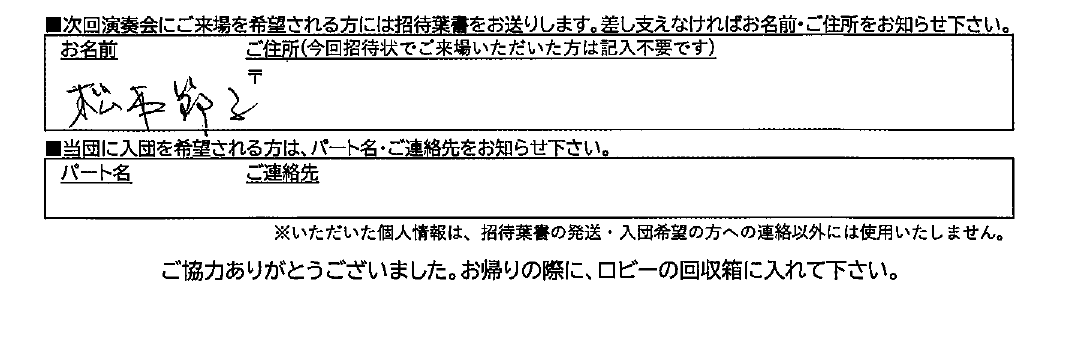 ■次回演奏会にご来場を希望される方には招待葉書をお送りします。差し支えなければお名前・ご住所をお知らせ下さい。
お名前 ご住所(今回招待状でご来場いただいた方は記入不要です)
〒
松本節子
■当団に入団を希望される方は、パート名・ご連絡先をお知らせ下さい。
パート名 ご連絡先
※いただいた個人情報は、招待葉書の発送・入団希望の方への連絡以外には使用いたしません。
ご協力ありがとうございました。お帰りの際に、ロビーの回収箱に入れて下さい。